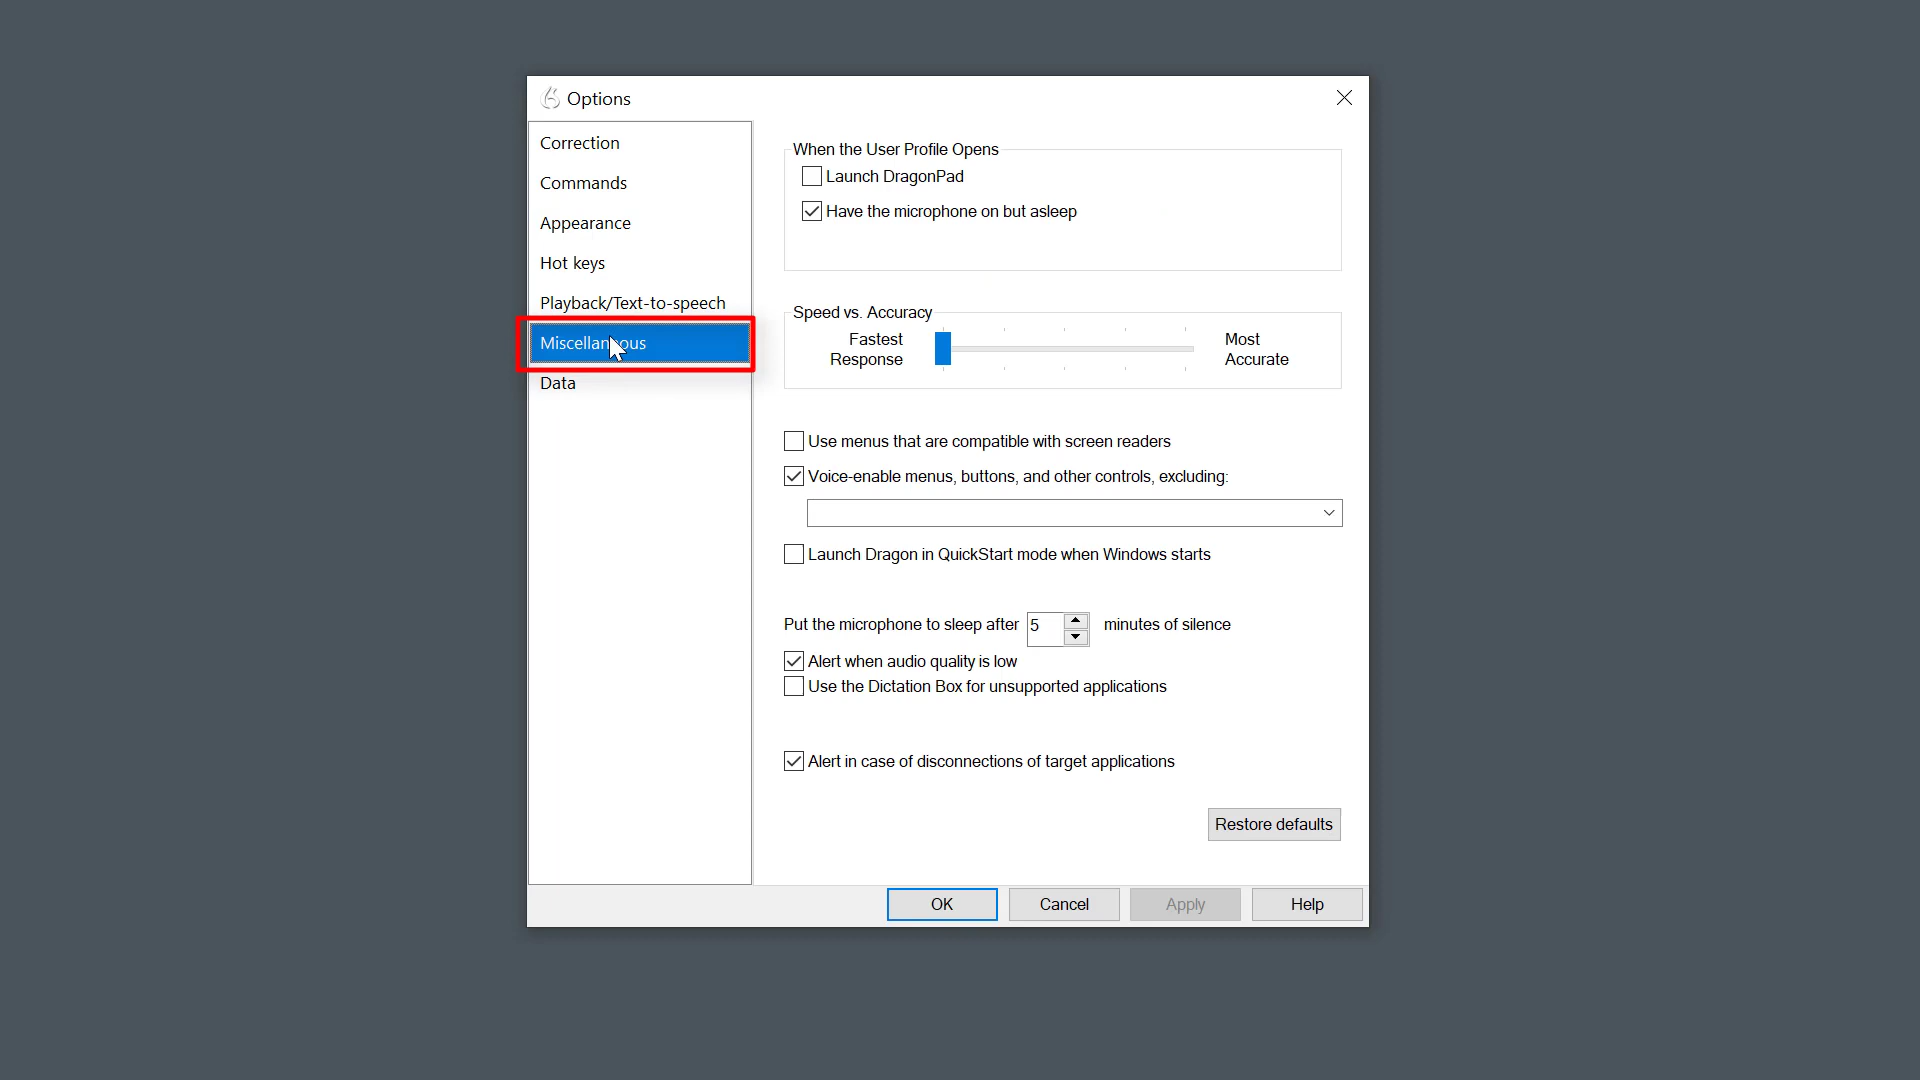 Options
Correction
Commands
Appearance
Hot keys
Playback/Text-to-speech
Miscellaneous
Data
When the User Profile Opens
Launch DragonPad
Have the microphone on but asleep
Speed vs. Accuracy
Fastest
Response
Most
Accurate
Use menus that are compatible with screen readers
Voice-enable menus, buttons, and other controls, excluding:
Launch Dragon in QuickStart mode when Windows starts
Put the microphone to sleep after 5 minutes of silence
Alert when audio quality is low
Use the Dictation Box for unsupported applications
Alert in case of disconnections of target applications
Restore defaults
OK Cancel Apply Help